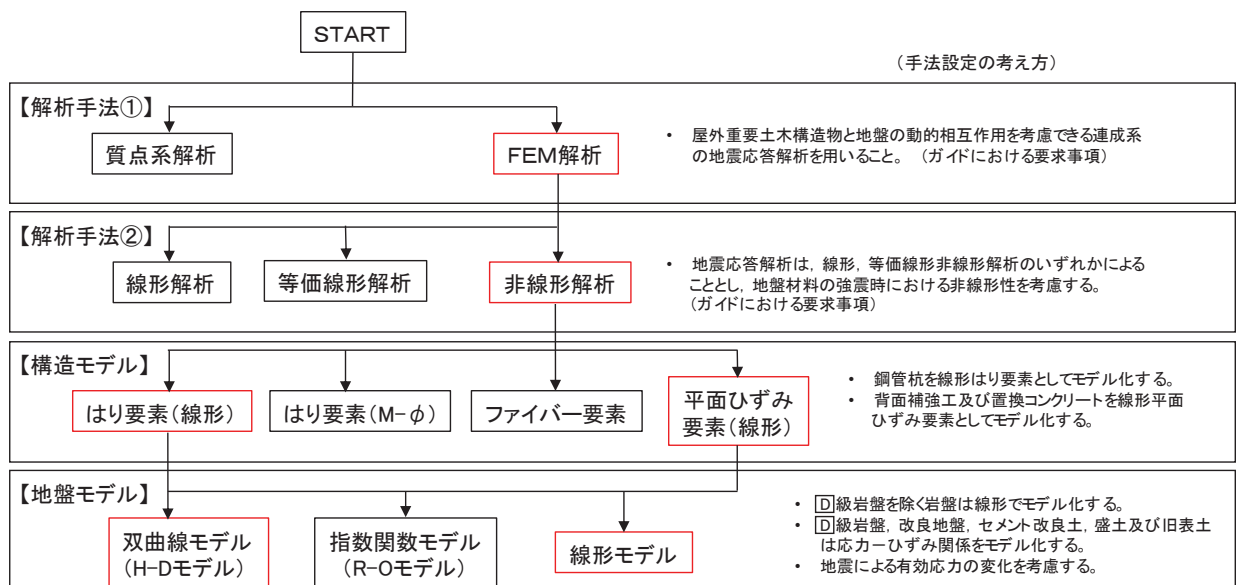 START
(手法設定の考え方)
【解析手法①】
質点系解析
FEM解析
・ 屋外重要土木構造物と地盤の動的相互作用を考慮できる連成系
の地震応答解析を用いること。 (ガイドにおける要求事項)
【解析手法②】
線形解析
等価線形解析
非線形解析
・ 地震応答解析は，線形，等価線形非線形解析のいずれかによる
こととし，地盤材料の強震時における非線形性を考慮する。
(ガイドにおける要求事項)
【構造モデル】
はり要素(線形)
はり要素(M-φ)
ファイバー要素
平面ひずみ
要素(線形)
・ 鋼管杭を線形はり要素としてモデル化する。
・ 背面補強工及び置換コンクリートを線形平面
ひずみ要素としてモデル化する。
【地盤モデル】
双曲線モデル
(H-Dモデル)
指数関数モデル
(R-Oモデル)
線形モデル
・ D級岩盤を除く岩盤は線形でモデル化する。
・ D級岩盤，改良地盤，セメント改良土，盛土及び旧表土
は応力ーひずみ関係をモデル化する。
・ 地震による有効応力の変化を考慮する。